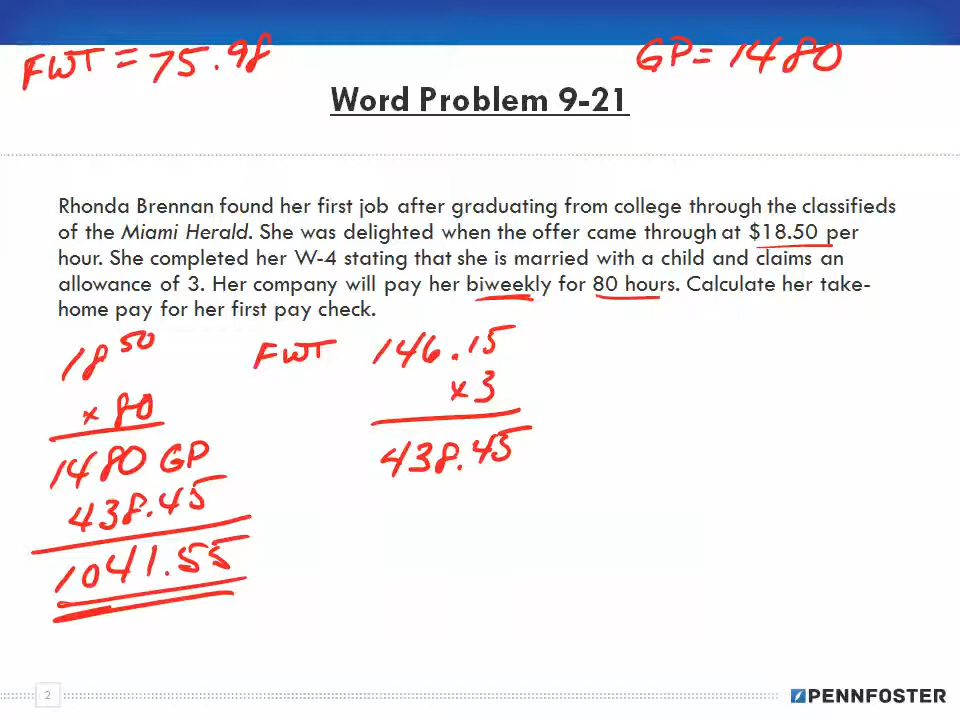 FWT = 75.98
GP = 1480
Word Problem 9-21
Rhonda Brennan found her first job after graduating from college through the classifieds
of the Miami Herald. She was delighted when the offer came through at $18.50 per
hour. She completed her W-4 stating that she is married with a child and claims an
allowance of 3. Her company will pay her biweekly for 80 hours. Calculate her take-
home pay for her first pay check.
18 50
x 80
1480 GP
438.45
1041.55
FWT 146.15
x 3
438.45
2
PENNFOSTER